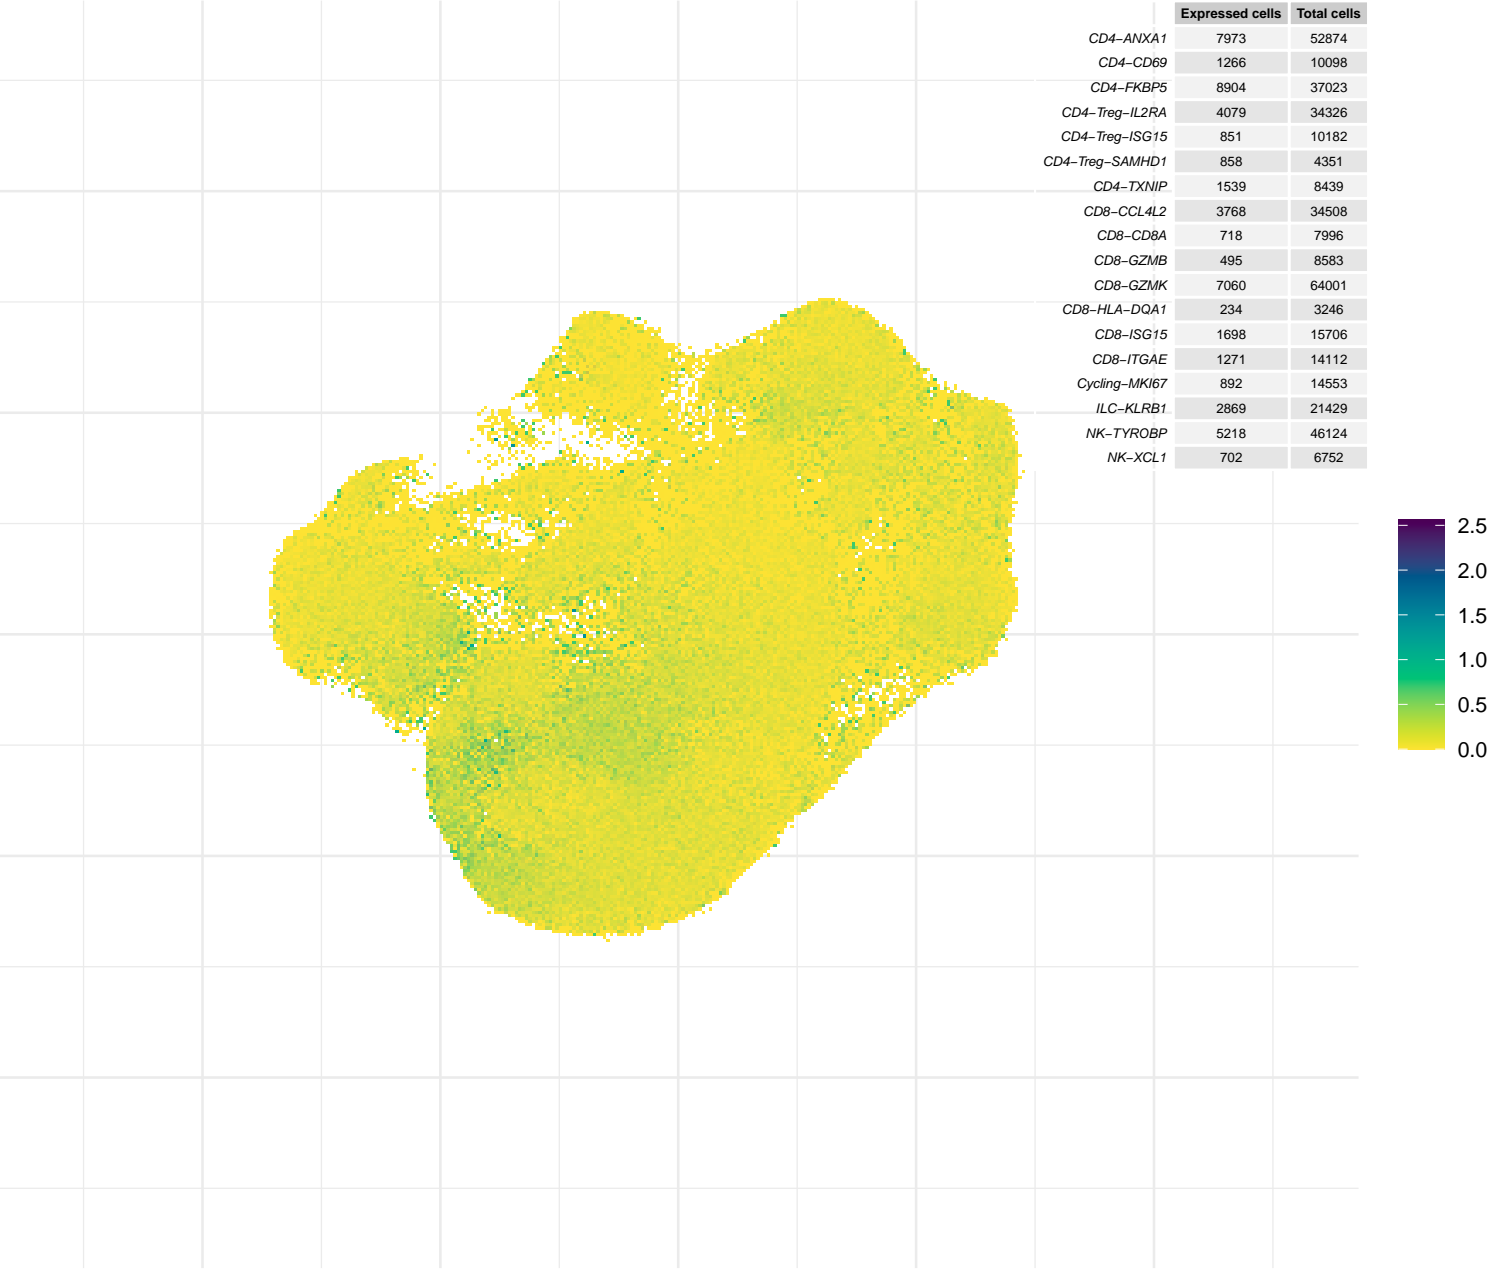 Expressed cells Total cells
CD4−ANXA1 7973 52874
CD4−CD69 1266 10098
CD4−FKBP5 8904 37023
CD4−Treg−IL2RA 4079 34326
CD4−Treg−ISG15 851 10182
CD4−Treg−SAMHD1 858 4351
CD4−TXNIP 1539 8439
CD8−CCL4L2 3768 34508
CD8−CD8A 718 7996
CD8−GZMB 495 8583
CD8−GZMK 7060 64001
CD8−HLA−DQA1 234 3246
CD8−ISG15 1698 15706
CD8−ITGAE 1271 14112
Cycling−MKI67 892 14553
ILC−KLRB1 2869 21429
NK−TYROBP 5218 46124
NK−XCL1 702 6752
2.5
2.0
1.5
1.0
0.5
0.0